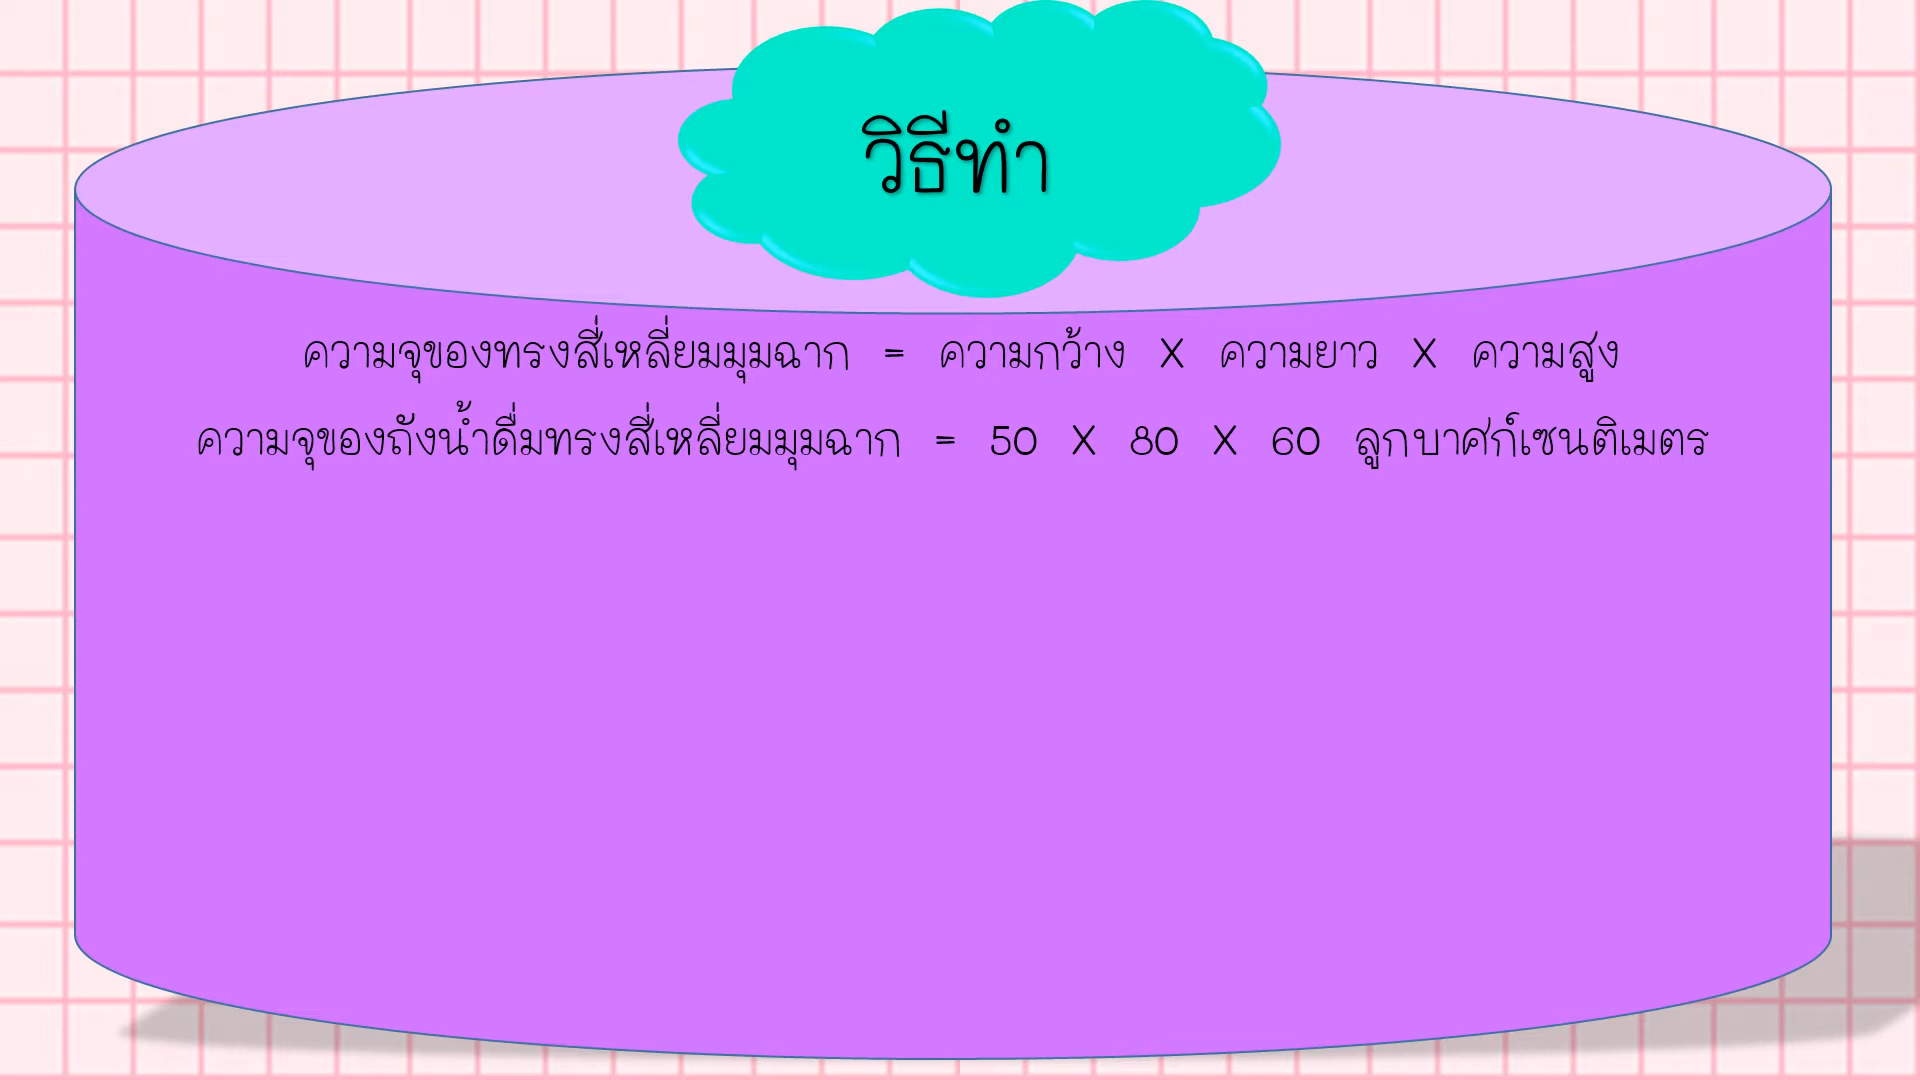 วิธีทำ
ความจุของทรงสี่เหลี่ยมมุมฉาก = ความกว้าง X ความยาว X ความสูง
ความจุของถังน้ำดื่มทรงสี่เหลี่ยมมุมฉาก = 50 X 80 X 60 ลูกบาศก์เซนติเมตร